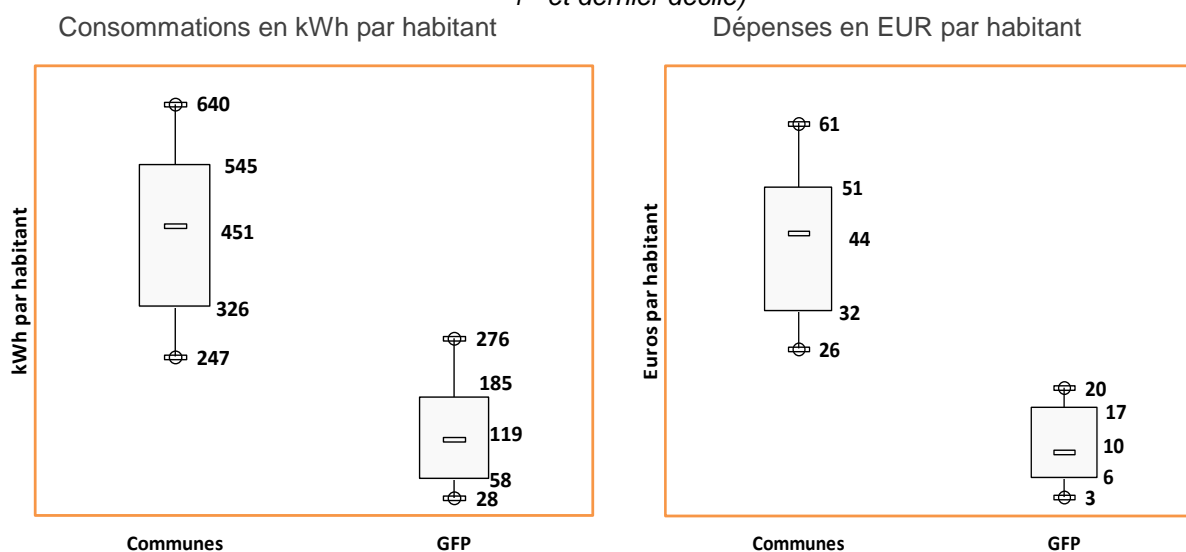 et dernier décile)
Consommations en kWh par habitant
kWh par habitant
640
545
451
326
247
276
185
119
58
28
Communes GFP
Dépenses en EUR par habitant
Euros par habitant
61
51
44
32
26
20
17
10
6
3
Communes GFP